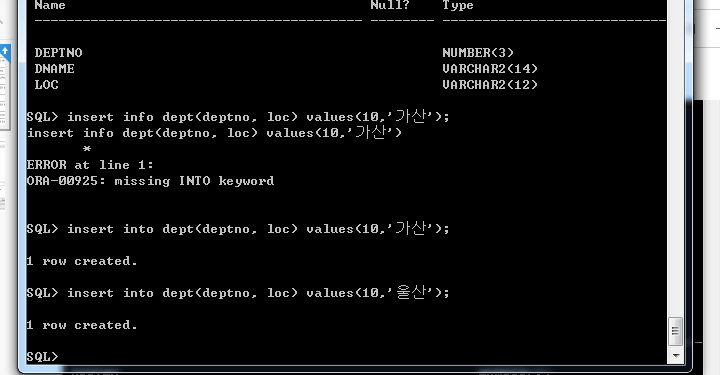 Name Null? Type
DEPTNO NUMBER(3)
DNAME VARCHAR2(14)
LOC VARCHAR2(12)
SQL> insert info dept(deptno, loc) values(10,'가산');
insert info dept(deptno, loc) values(10,'가산')
*
ERROR at line 1:
ORA-00925: missing INTO keyword
SQL> insert into dept(deptno, loc) values(10,'가산');
1 row created.
SQL> insert into dept(deptno, loc) values(10,'울산');
1 row created.
SQL>